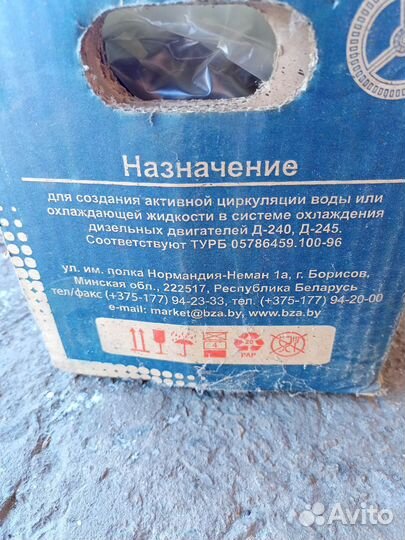 Назначение
для создания активной циркуляции воды или
охлаждающей жидкости в системе охлаждения
дизельных двигателей Д-240, Д-245.
Соответствуют ТУРБ 05786459.100-96
ул. им. полка Нормандия-Неман 1а, г. Борисов,
Минская обл., 222517, Республика Беларусь
тел/факс (+375-177) 94-23-33, тел. (+375-177) 94-20-00
e-mail: market@bza.by, www.bza.by
20
PAP
Avito